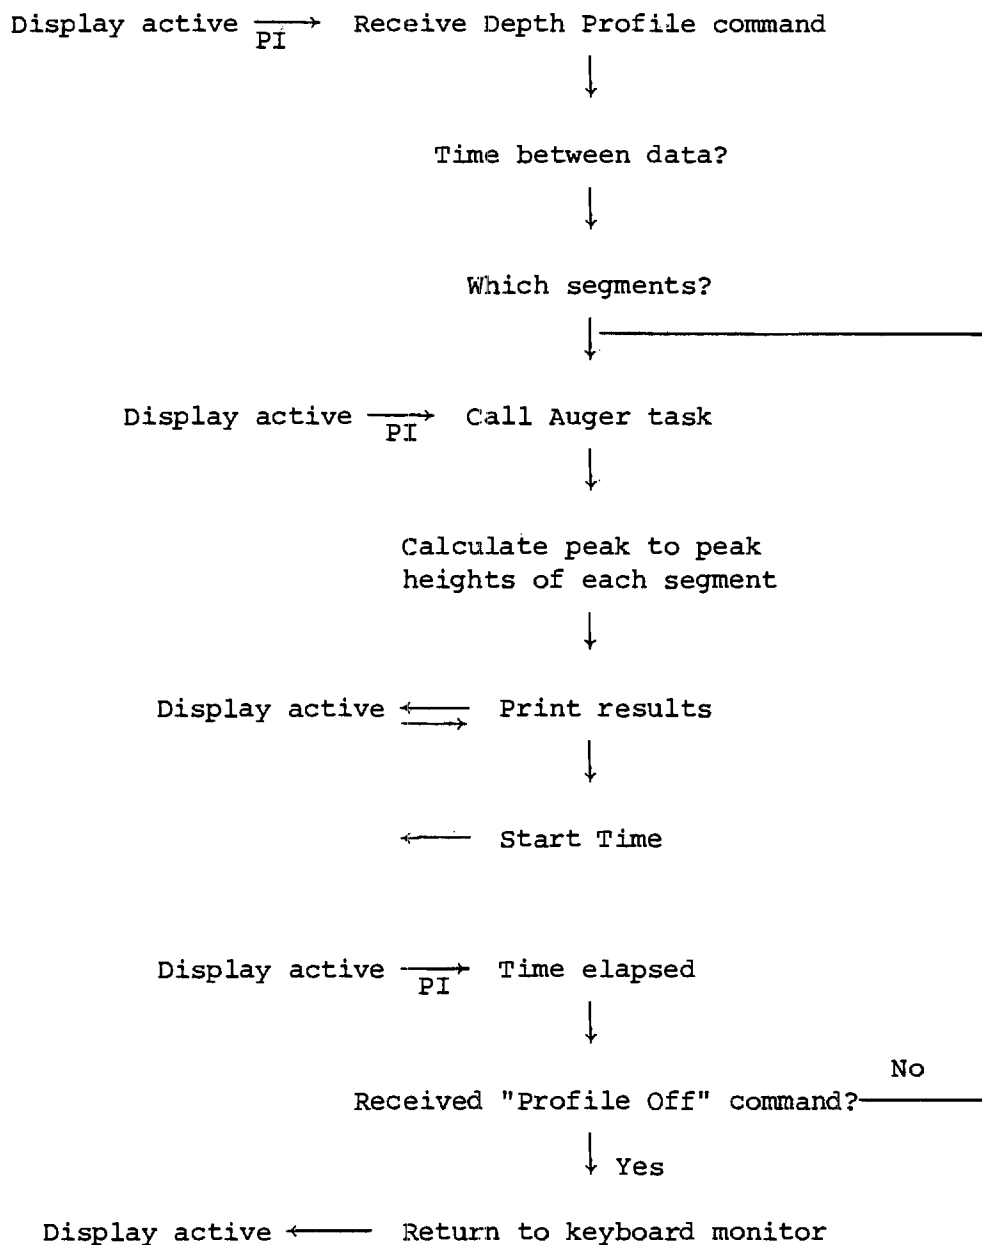 Display active PI Receive Depth Profile command
Time between data?
Which segments?
Display active PI Call Auger task
Calculate peak to peak
heights of each segment
Display active Print results
Start Time
Display active PI Time elapsed
No
Received "Profile Off" command?
Yes
Display active Return to keyboard monitor